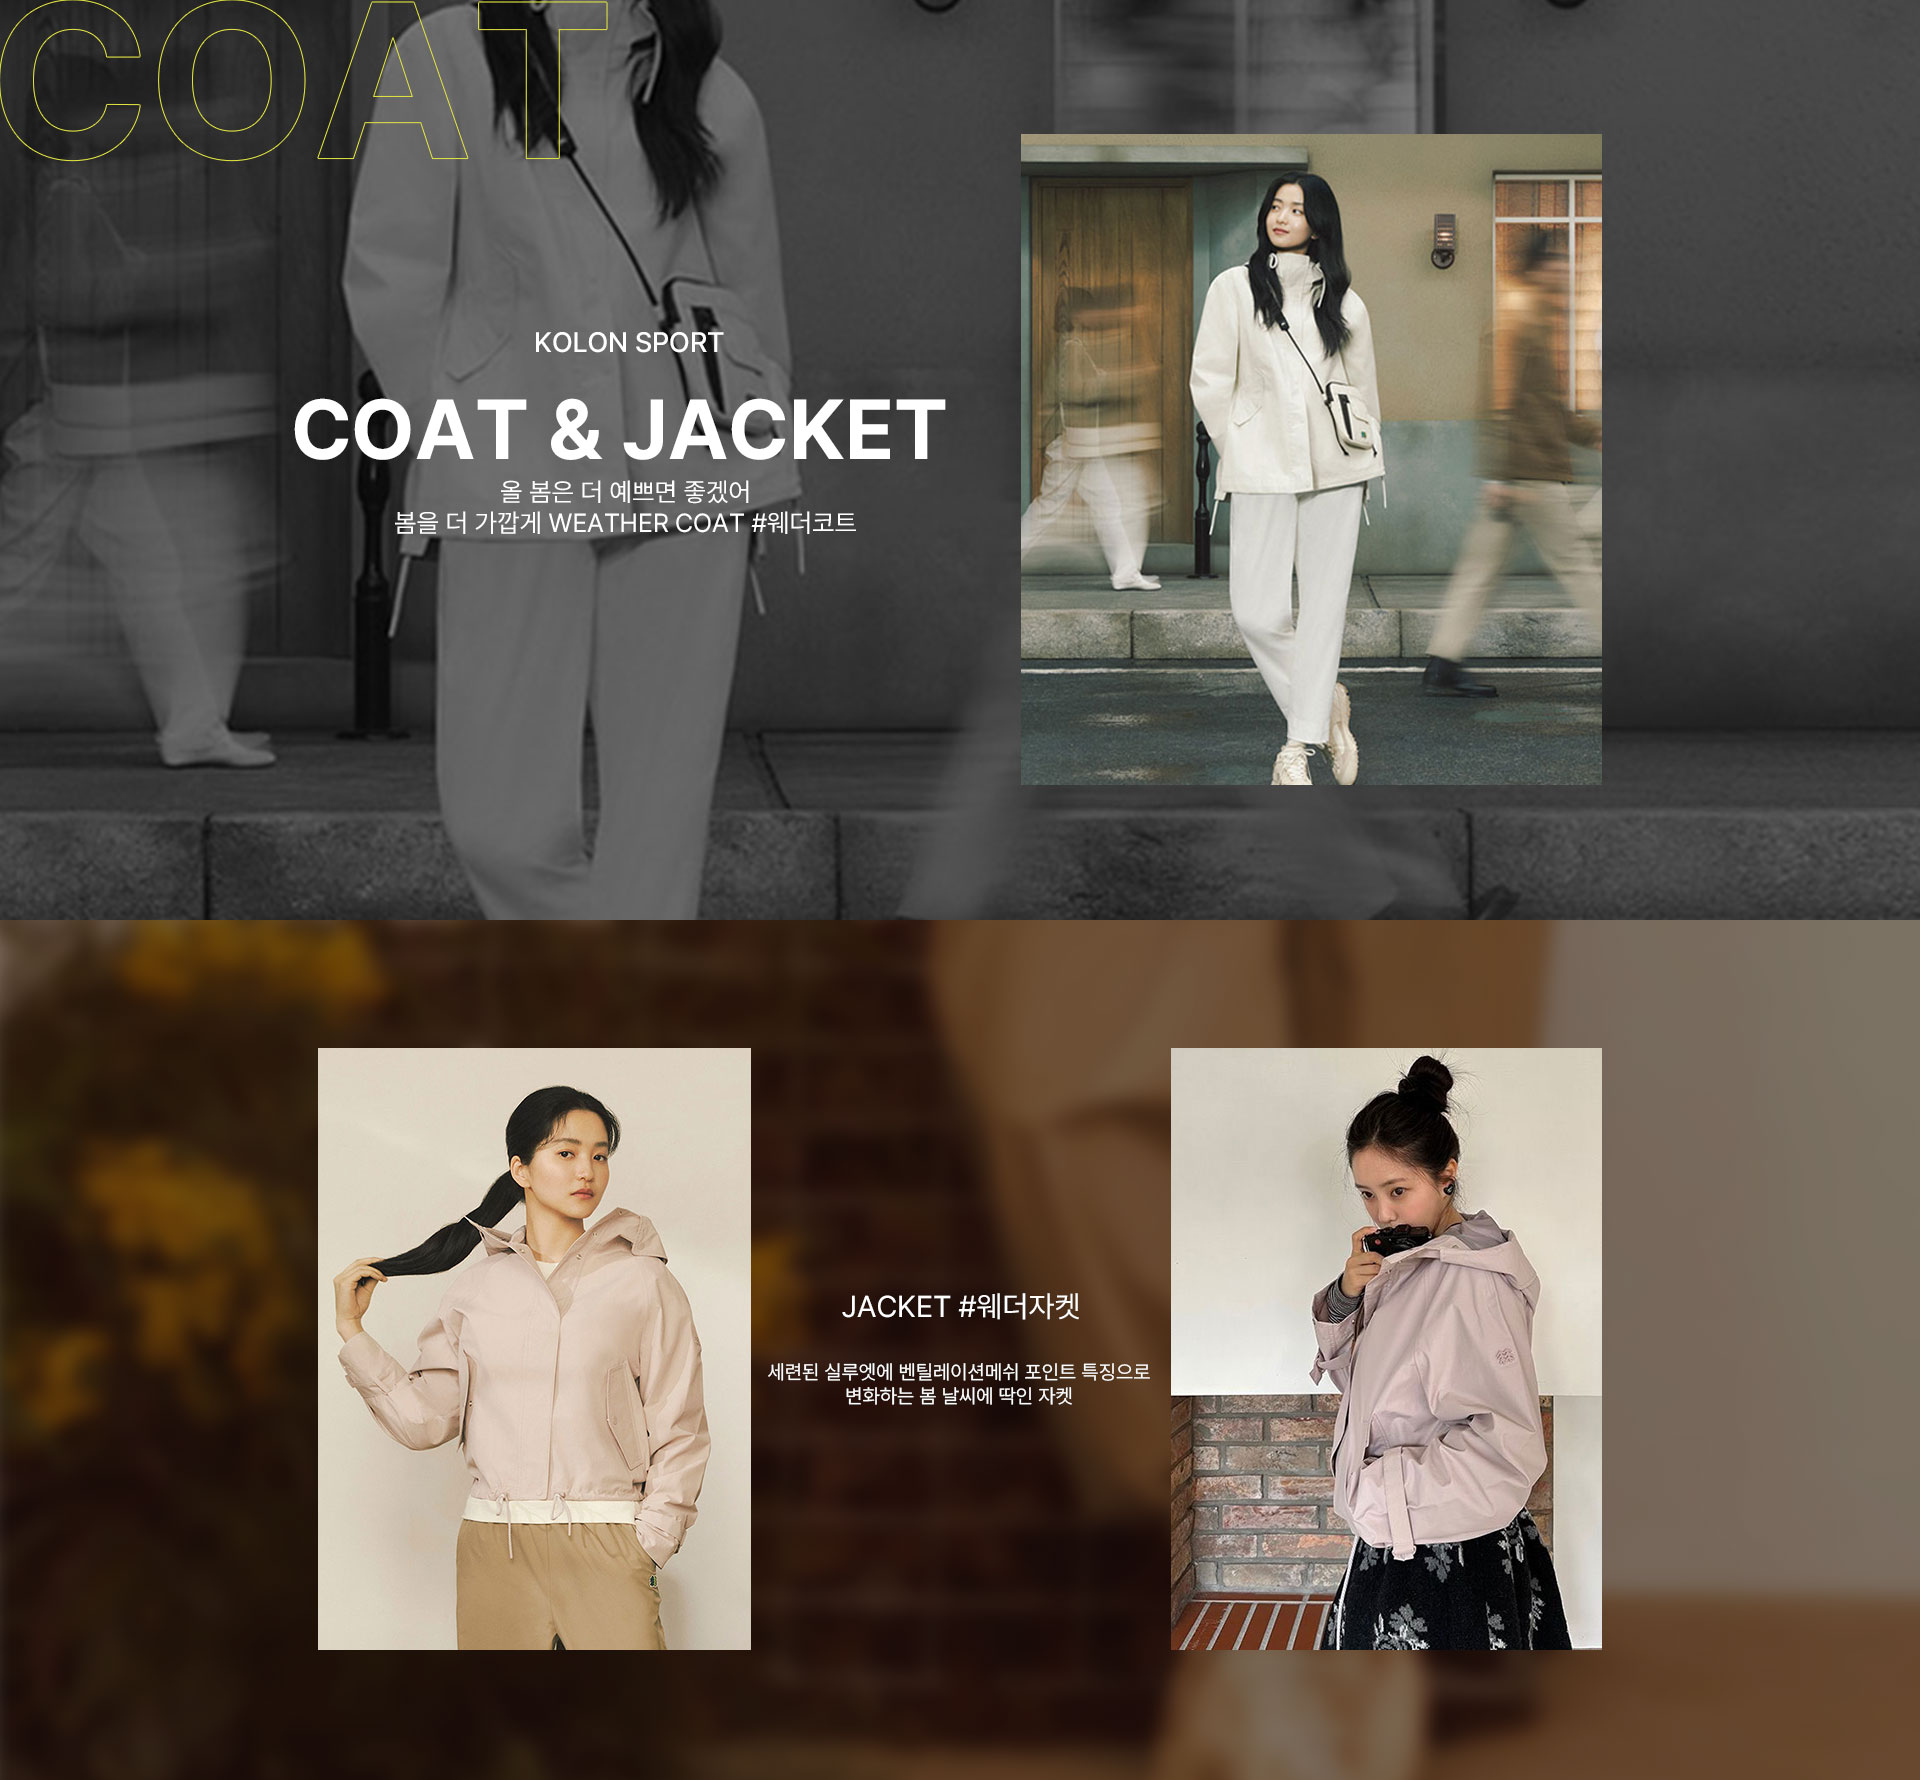 COAT
KOLON SPORT
COAT & JACKET
올 봄은 더 예쁘면 좋겠어
봄을 더 가깝게 WEATHER COAT #웨더코트
JACKET #웨더자켓
세련된 실루엣에 벤틸레이션메쉬 포인트 특징으로
변화하는 봄 날씨에 딱인 자켓